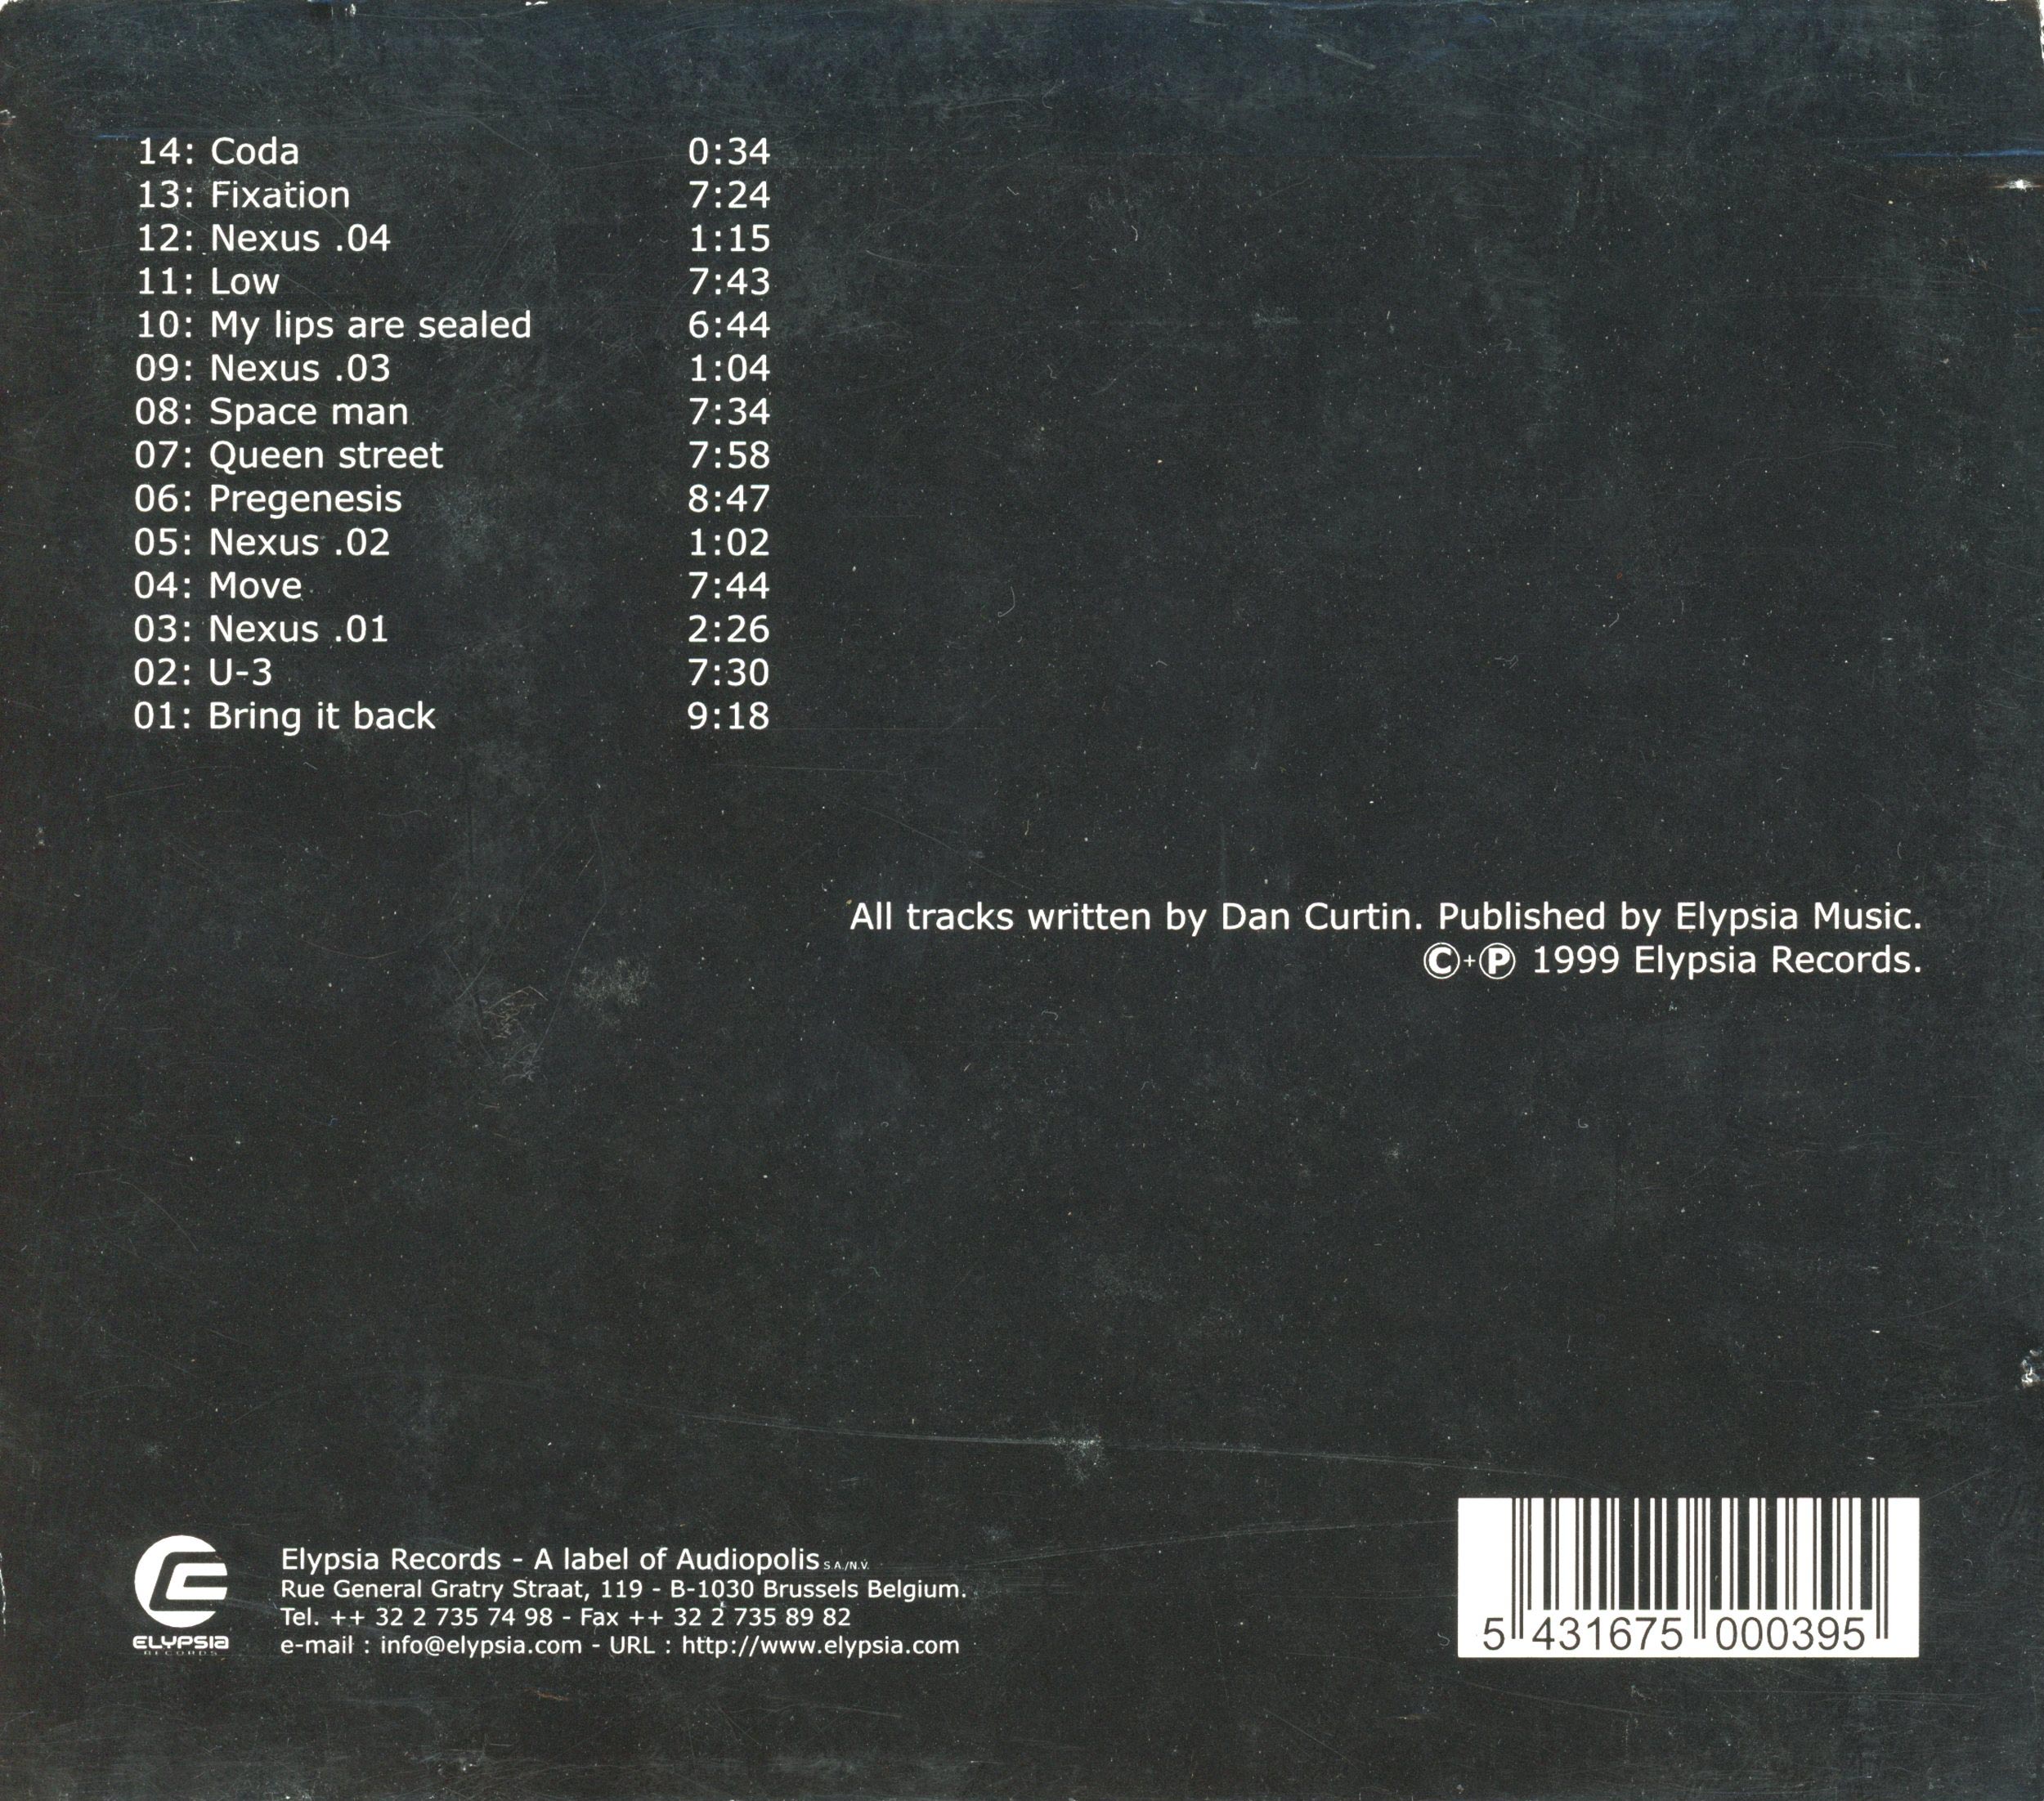 14: Coda 0:34
13: Fixation 7:24
12: Nexus .04 1:15
11: Low 7:43
10: My lips are sealed 6:44
09: Nexus .03 1:04
08: Space man 7:34
07: Queen street 7:58
06: Pregenesis 8:47
05: Nexus .02 1:02
04: Move 7:44
03: Nexus .01 2:26
02: U-3 7:30
01: Bring it back 9:18
All tracks written by Dan Curtin. Published by Elypsia Music.
©+℗ 1999 Elypsia Records.
ELYPSIA
RECORDS
Elypsia Records - A label of Audiopolis S.A./N.V.
Rue General Gratry Straat, 119 - B-1030 Brussels Belgium.
Tel. ++ 32 2 735 74 98 - Fax ++ 32 2 735 89 82
e-mail : info@elypsia.com - URL : http://www.elypsia.com
5 431675 000395